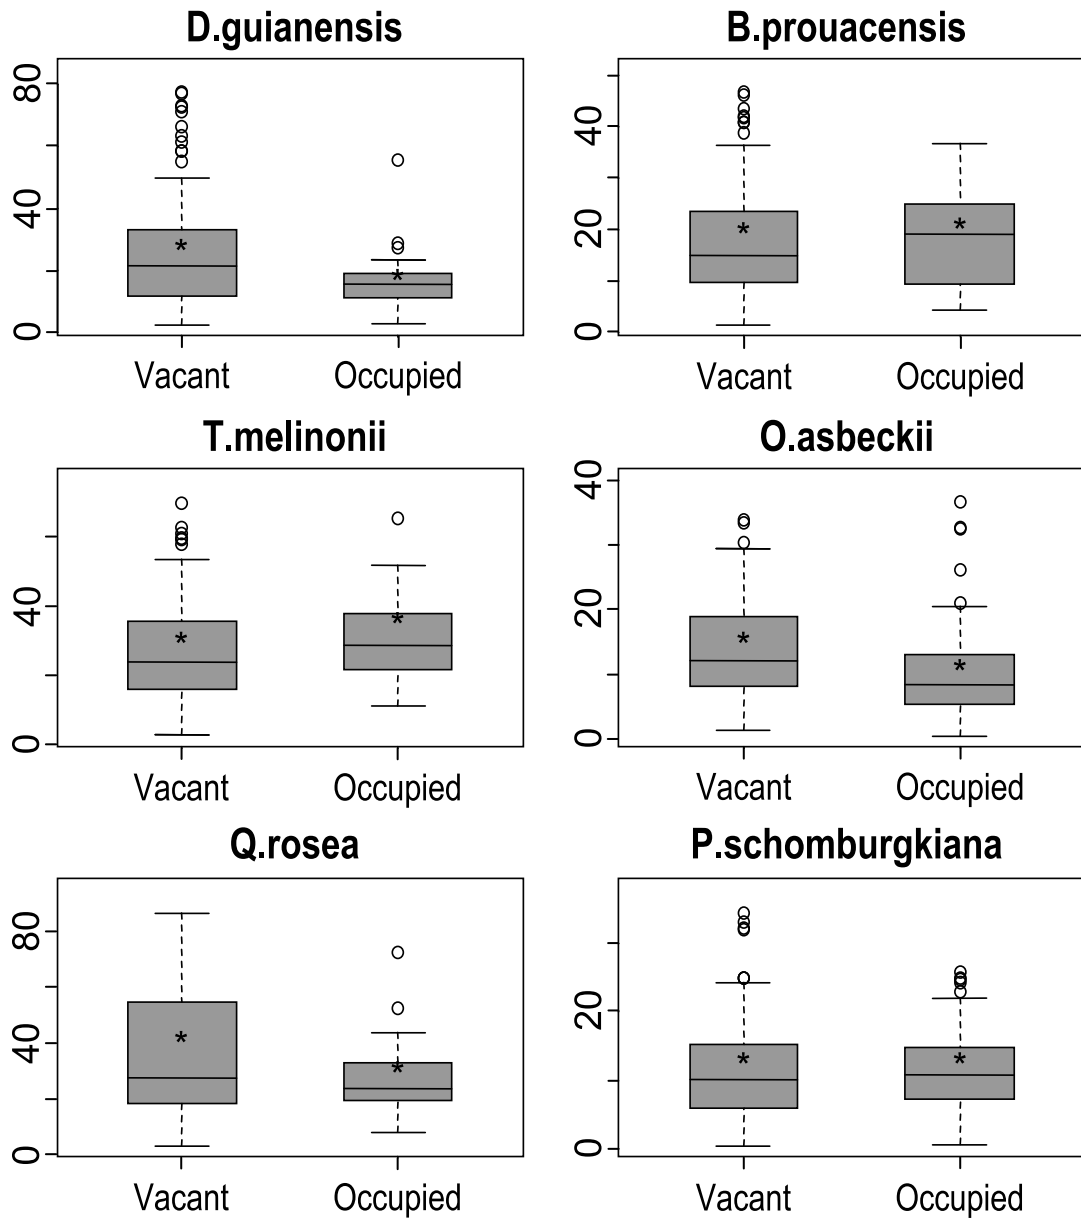 D.guianensis
80
40
0
Vacant Occupied
B.prouacensis
40
20
0
Vacant Occupied
T.melinonii
40
0
Vacant Occupied
O.asbeckii
40
20
0
Vacant Occupied
Q.rosea
80
40
0
Vacant Occupied
P.schomburgkiana
20
0
Vacant Occupied